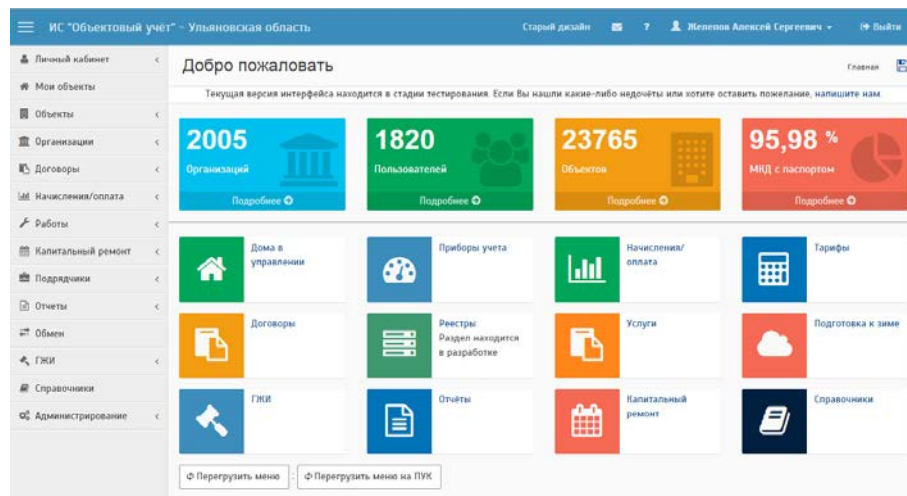 ИС "Объектовый учёт" - Ульяновская область
Старый дизайн ? Желепов Алексей Сергеевич Выйти
Личный кабинет
Мои объекты
Объекты
Организации
Договоры
Начисления/оплата
Работы
Капитальный ремонт
Подрядчики
Отчеты
Обмен
ГЖИ
Справочники
Администрирование
Добро пожаловать
Главная
Текущая версия интерфейса находится в стадии тестирования. Если Вы нашли какие-либо недочёты или хотите оставить пожелание, напишите нам.
2005
Организаций
Подробнее
1820
Пользователей
Подробнее
23765
Объектов
Подробнее
95,98 %
МКД с паспортом
Подробнее
Дома в
управлении
Приборы учета
Начисления/
оплата
Тарифы
Договоры
Реестры
Раздел находится
в разработке
Услуги
Подготовка к зиме
ГЖИ
Отчёты
Капитальный
ремонт
Справочники
Перегрузить меню : Перегрузить меню на ПУК